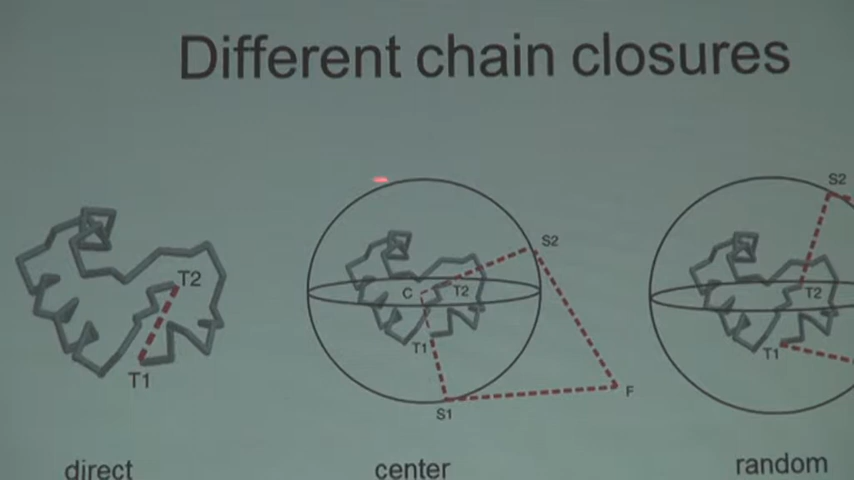 Different chain closures
T2
T1
direct
S2
C
T2
T1
S1
F
center
S2
T2
T1
random